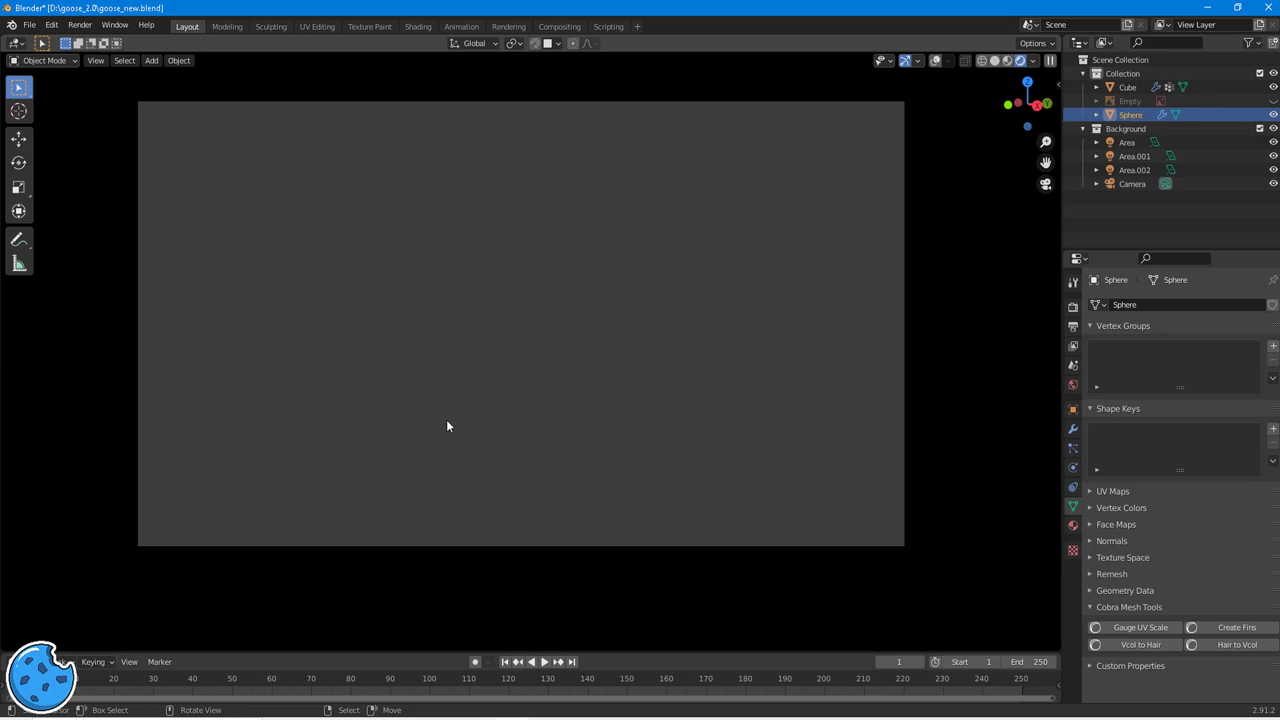 Blender* [D:\goose_2.0\goose_new.blend]
File Edit Render Window Help Layout Modeling Sculpting UV Editing Texture Paint Shading Animation Rendering Compositing Scripting + Scene View Layer
Global Options
Object Mode View Select Add Object
Z
X
Y
Scene Collection
Collection
Cube
Empty
Sphere
Background
Area
Area.001
Area.002
Camera
Sphere Sphere
Sphere
Vertex Groups
Shape Keys
UV Maps
Vertex Colors
Face Maps
Normals
Texture Space
Remesh
Geometry Data
Cobra Mesh Tools
Gauge UV Scale Create Fins
Vcol to Hair Hair to Vcol
Custom Properties
Keying View Marker 1 Start 1 End 250
20 30 40 50 60 70 80 90 100 110 120 130 140 150 160 170 180 190 200 210 220 230 240 250
Box Select Rotate View Select Move 2.91.2